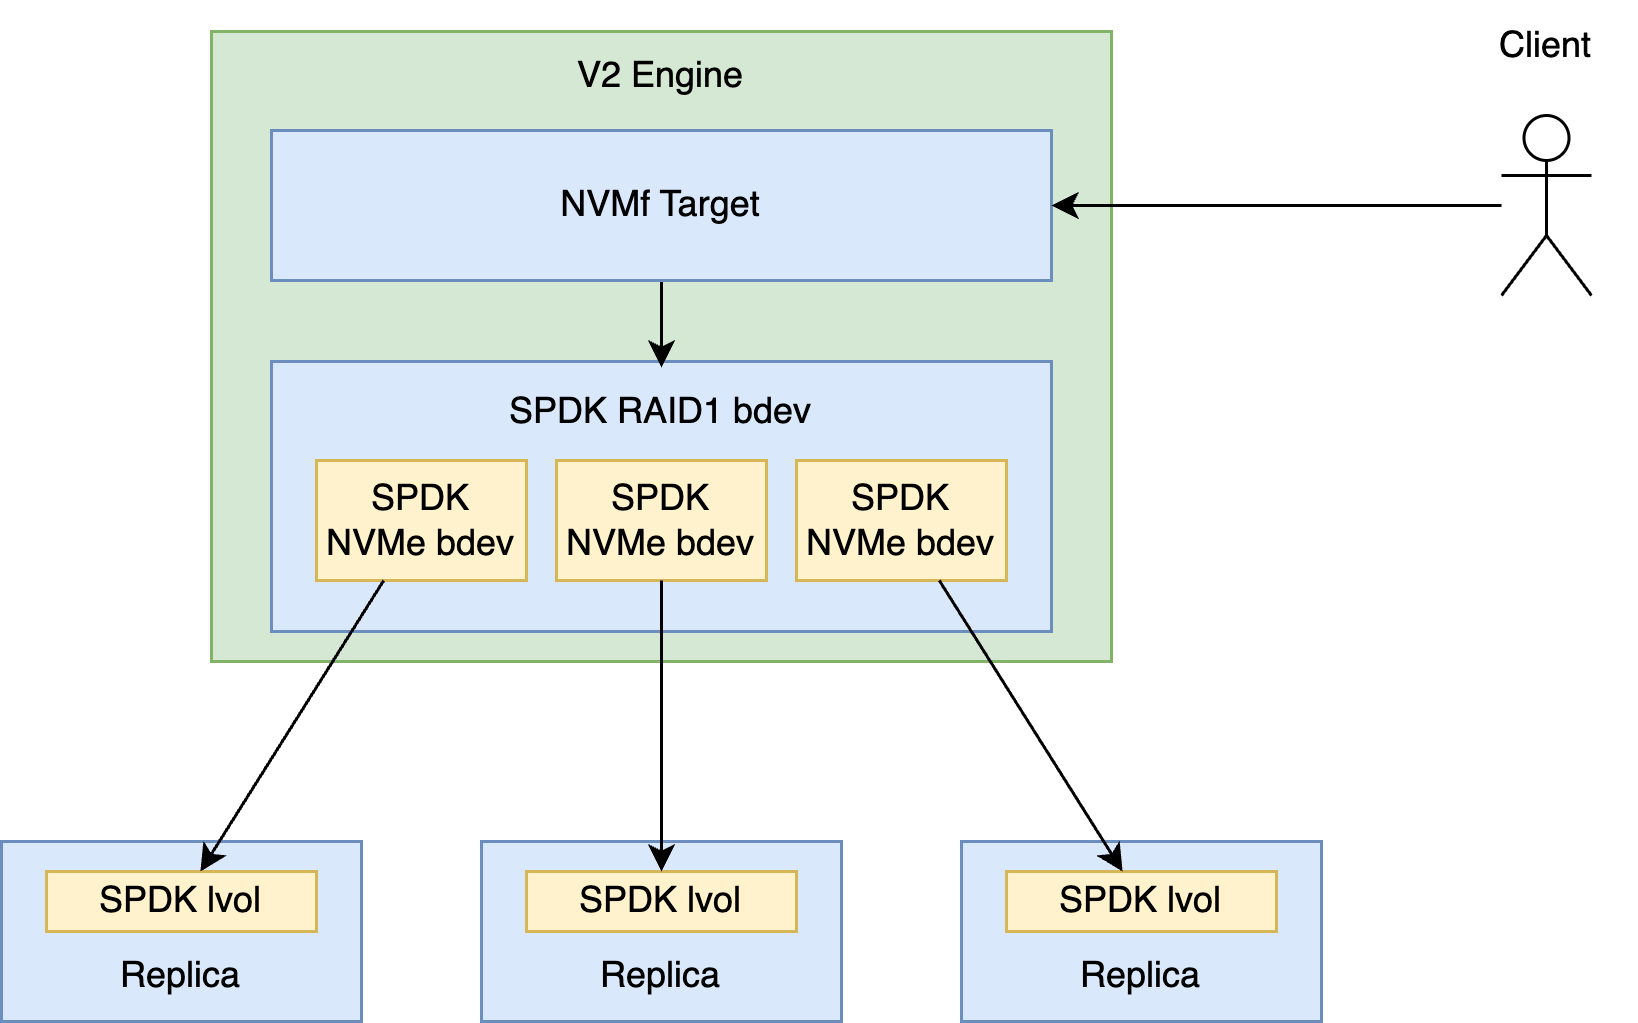 V2 Engine
Client
NVMf Target
SPDK RAID1 bdev
SPDK
NVMe bdev
SPDK
NVMe bdev
SPDK
NVMe bdev
SPDK lvol
Replica
SPDK lvol
Replica
SPDK lvol
Replica